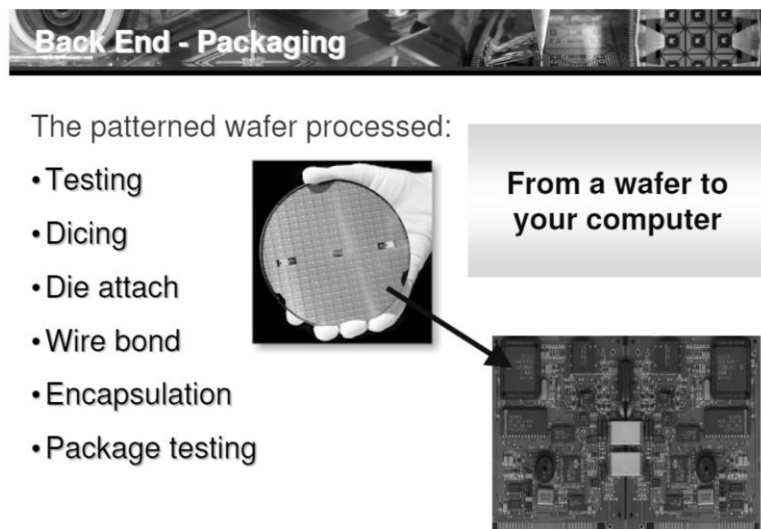 Back End - Packaging
The patterned wafer processed:
• Testing
• Dicing
• Die attach
• Wire bond
• Encapsulation
• Package testing
From a wafer to
your computer